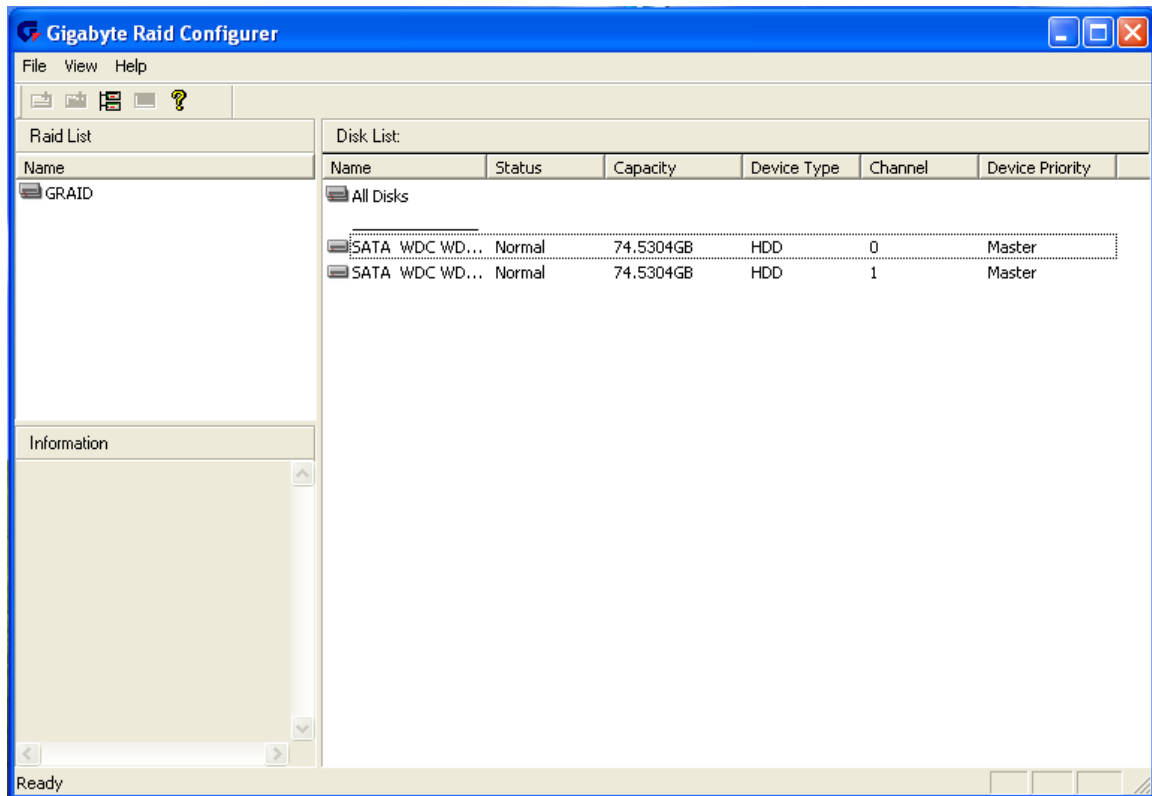 Gigabyte Raid Configurer
File View Help
Raid List
Name
GRAID
Information
Disk List:
Name Status Capacity Device Type Channel Device Priority
All Disks
SATA WDC WD... Normal 74.5304GB HDD 0 Master
SATA WDC WD... Normal 74.5304GB HDD 1 Master
Ready